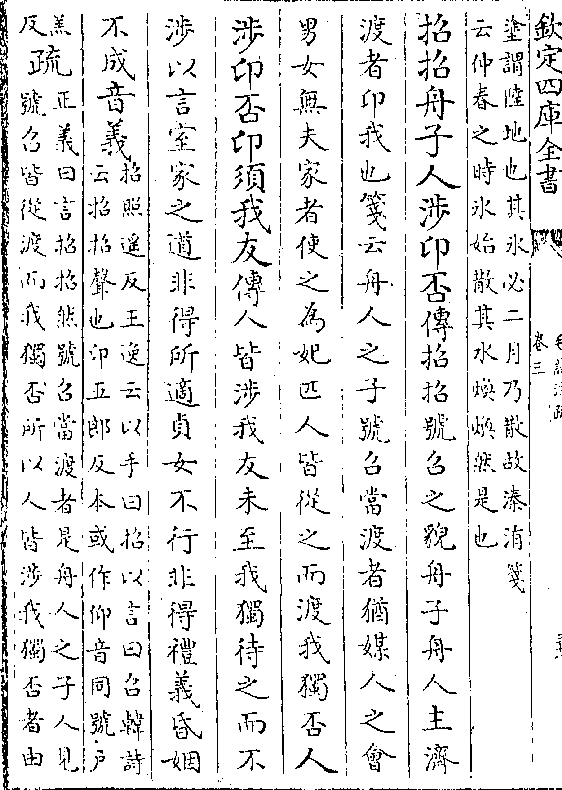 欽定四庫全書
卷三
塗謂陸地也其氷必二月乃散故溱洧箋
云仲春之時氷始散其水煥煥然是也
招招舟子人涉卬否傳招招號召之貌舟子舟人主濟
渡者卬我也箋云舟人之子號召當渡者猶媒人之會
男女無夫家者使之為妃匹人皆從之而渡我獨否人
涉卬否卬須我友傳人皆涉我友未至我獨待之而不
涉以言室家之道非得所適貞女不行非得禮義昏姻
不成音義招照遥反王逸云以手曰招以言曰召韓詩
云招招聲也卬五郎反本或作仰音同號户
羔反疏正義曰言招招然號召當渡者是舟人之子人見
號召皆從渡而我獨否所以人皆涉我獨否者由